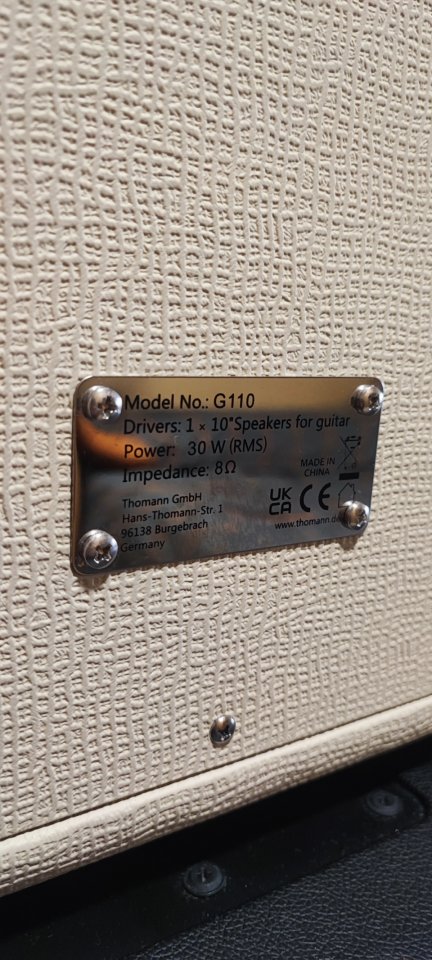 Model No.: G110
Drivers: 1 × 10"Speakers for guitar
Power: 30 W (RMS)
Impedance: 8Ω
MADE IN
CHINA
Thomann GmbH
Hans-Thomann-Str. 1
96138 Burgebrach
Germany
UK
CA
CE
www.thomann.de